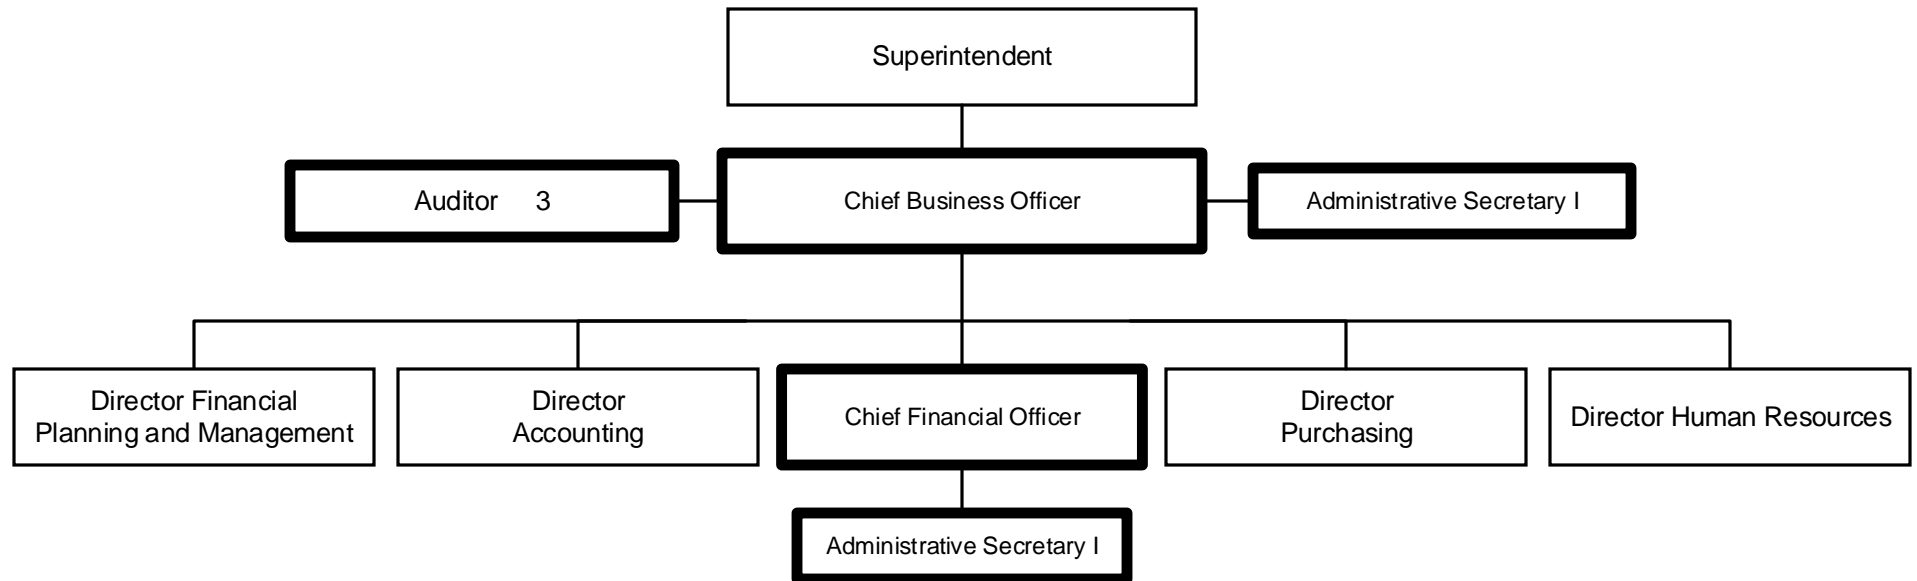 Superintendent
Auditor 3
Chief Business Officer
Administrative Secretary I
Director Financial
Planning and Management
Director
Accounting
Chief Financial Officer
Director
Purchasing
Director Human Resources
Administrative Secretary I